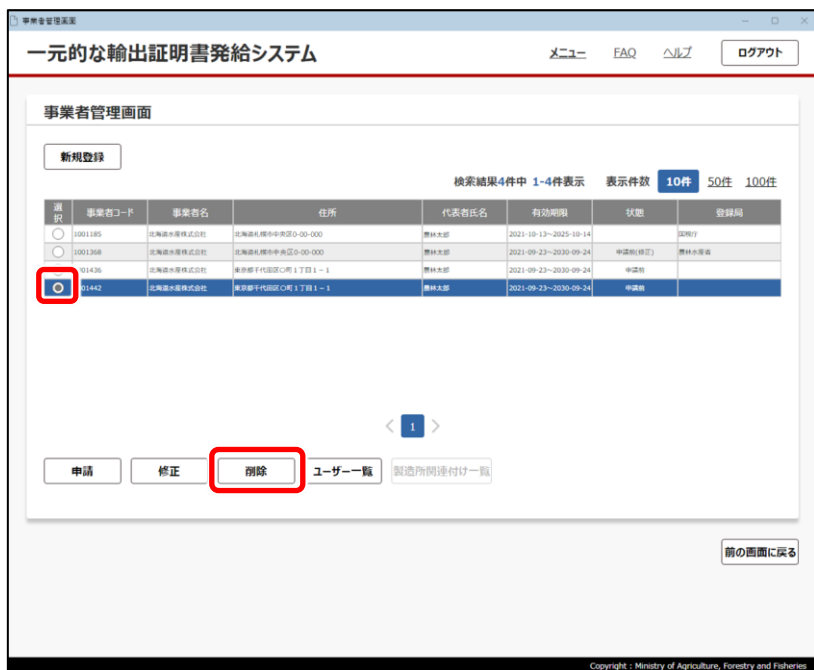 事業者管理画面
一元的な輸出証明書発給システム
メニュー FAQ ヘルプ ログアウト
事業者管理画面
新規登録
検索結果4件中 1-4件表示 表示件数 10件 50件 100件
選択 事業者コード 事業者名 住所 代表者氏名 有効期限 状態 登録局
1001185 北海道水産株式会社 北海道札幌市中央区0-00-000 農林太郎 2021-10-13~2025-10-14 国税庁
1001368 北海道水産株式会社 北海道札幌市中央区0-00-000 農林太郎 2021-09-23~2030-09-24 申請前(修正) 農林水産省
01436 北海道水産株式会社 東京都千代田区〇町1丁目1-1 農林太郎 2021-09-23~2030-09-24 申請前
01442 北海道水産株式会社 東京都千代田区〇町1丁目1-1 農林太郎 2021-09-23~2030-09-24 申請前
1
申請 修正 削除 ユーザー一覧 製造所関連付け一覧
前の画面に戻る
Copyright : Ministry of Agriculture, Forestry and Fisheries